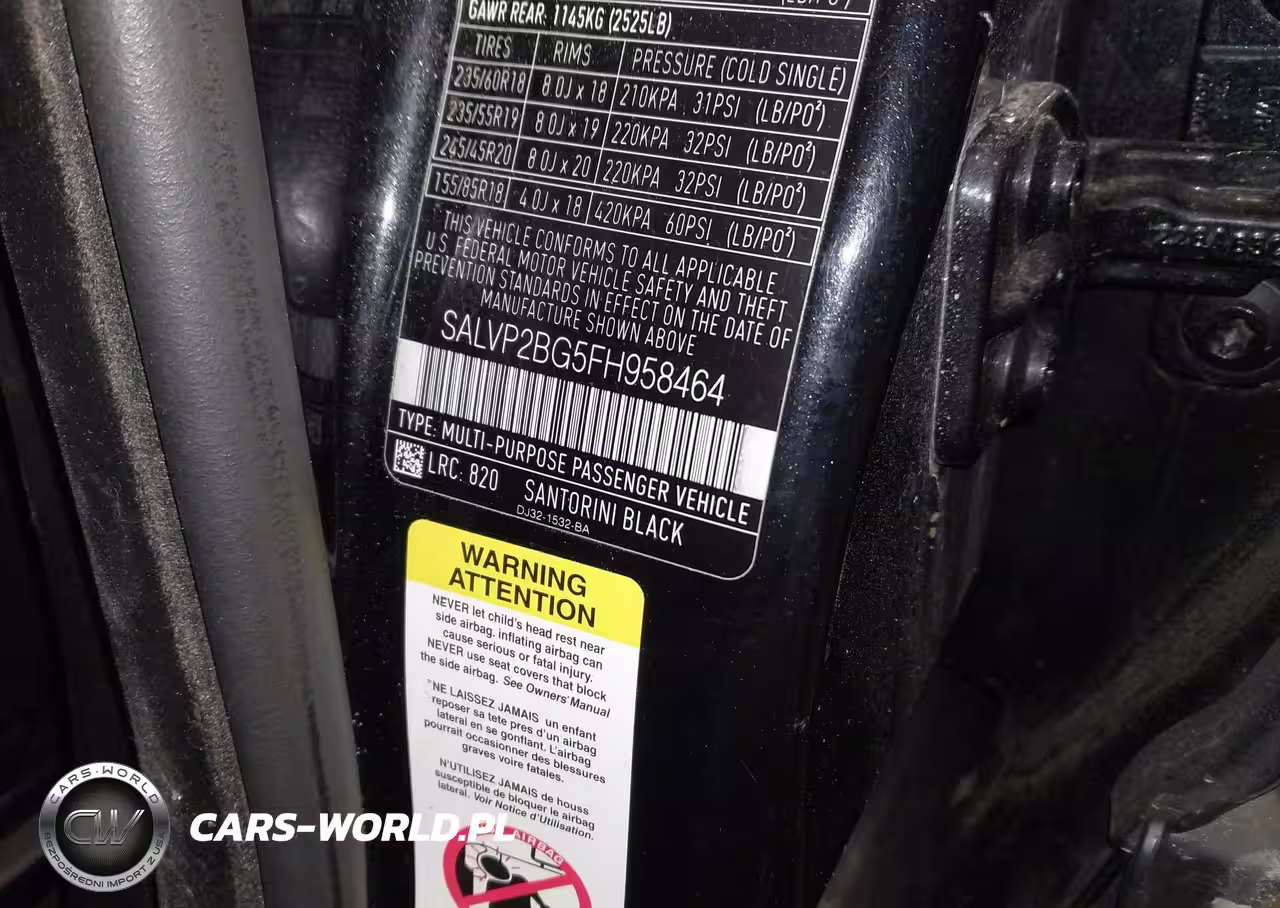 GAWR REAR: 1145KG (2525LB)
TIRES RIMS PRESSURE (COLD SINGLE)
235/60R18 8.0J x 18 210KPA 31PSI (LB/PO²)
235/55R19 8.0J x 19 220KPA 32PSI (LB/PO²)
245/45R20 8.0J x 20 220KPA 32PSI (LB/PO²)
155/85R18 4.0J x 18 420KPA 60PSI (LB/PO²)
THIS VEHICLE CONFORMS TO ALL APPLICABLE
U.S FEDERAL MOTOR VEHICLE SAFETY AND THEFT
PREVENTION STANDARDS IN EFFECT ON THE DATE OF
MANUFACTURE SHOWN ABOVE
SALVP2BG5FH958464
TYPE: MULTI-PURPOSE PASSENGER VEHICLE
LRC: 820 SANTORINI BLACK
DJ32-1532-BA
WARNING
ATTENTION
NEVER let child's head rest near
side airbag. inflating airbag can
cause serious or fatal injury.
NEVER use seat covers that block
the side airbag. See Owners' Manual
NE LAISSEZ JAMAIS un enfant
reposer sa tete pres d'un airbag
lateral en se gonflant. L'airbag
pourrait occasionner des blessures
graves voire fatales.
N'UTILISEZ JAMAIS de houss
susceptible de bloquer le airbag
lateral. Voir Notice d'Utilisation.
AIRBAG
CARS-WORLD
CW
BEZPOŚREDNI IMPORT Z USA
CARS-WORLD.PL